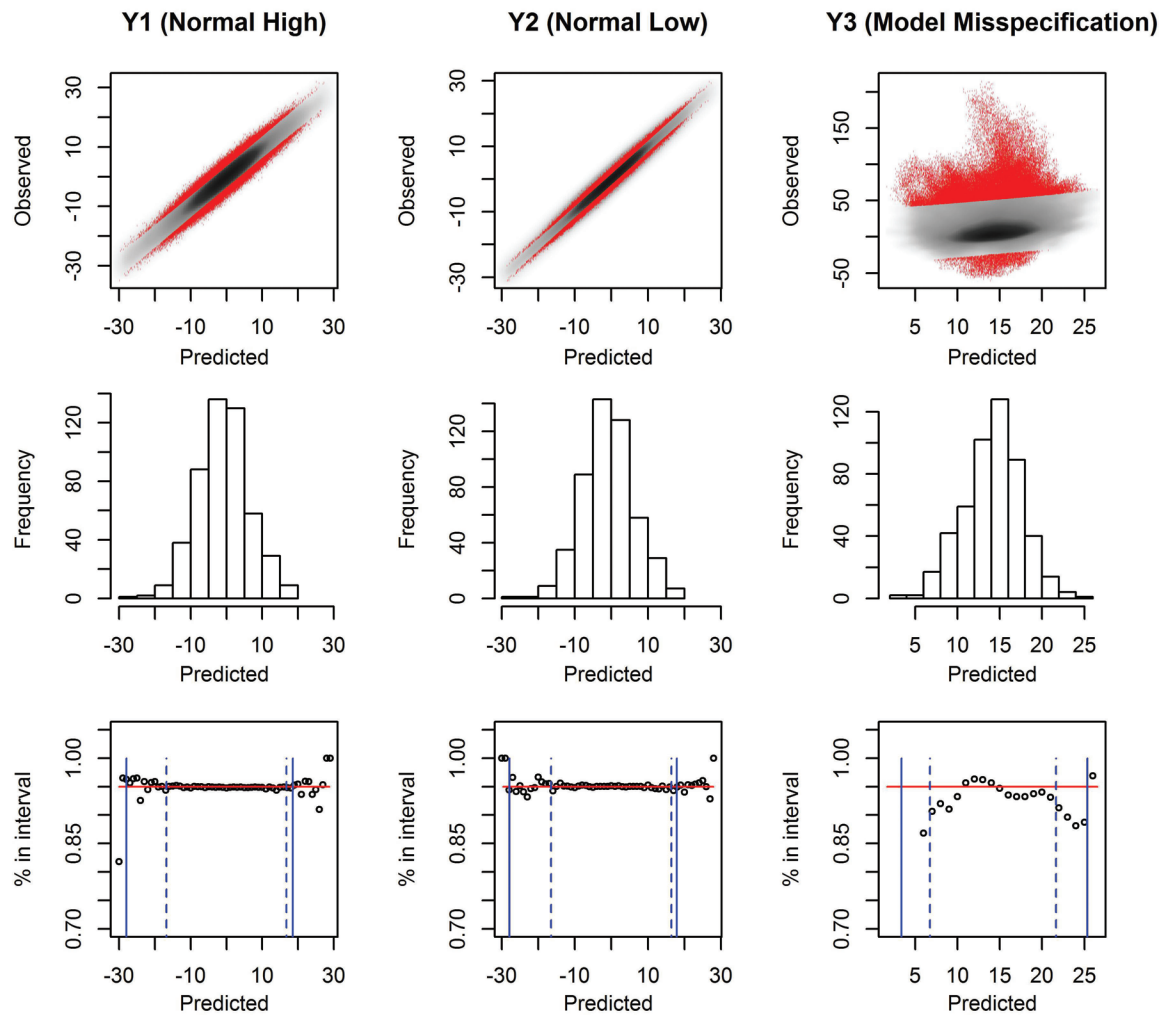 Y1 (Normal High) Y2 (Normal Low) Y3 (Model Misspecification)
Observed
30
10
-10
-30
-30 -10 10 30
Predicted
Observed
30
10
-10
-30
-30 -10 10 30
Predicted
Observed
150
50
-50
5 10 15 20 25
Predicted
Frequency
120
80
40
0
-30 -10 10 30
Predicted
Frequency
120
80
40
0
-30 -10 10 30
Predicted
Frequency
120
80
40
0
5 10 15 20 25
Predicted
% in interval
1.00
0.85
0.70
-30 -10 10 30
Predicted
% in interval
1.00
0.85
0.70
-30 -10 10 30
Predicted
% in interval
1.00
0.85
0.70
5 10 15 20 25
Predicted